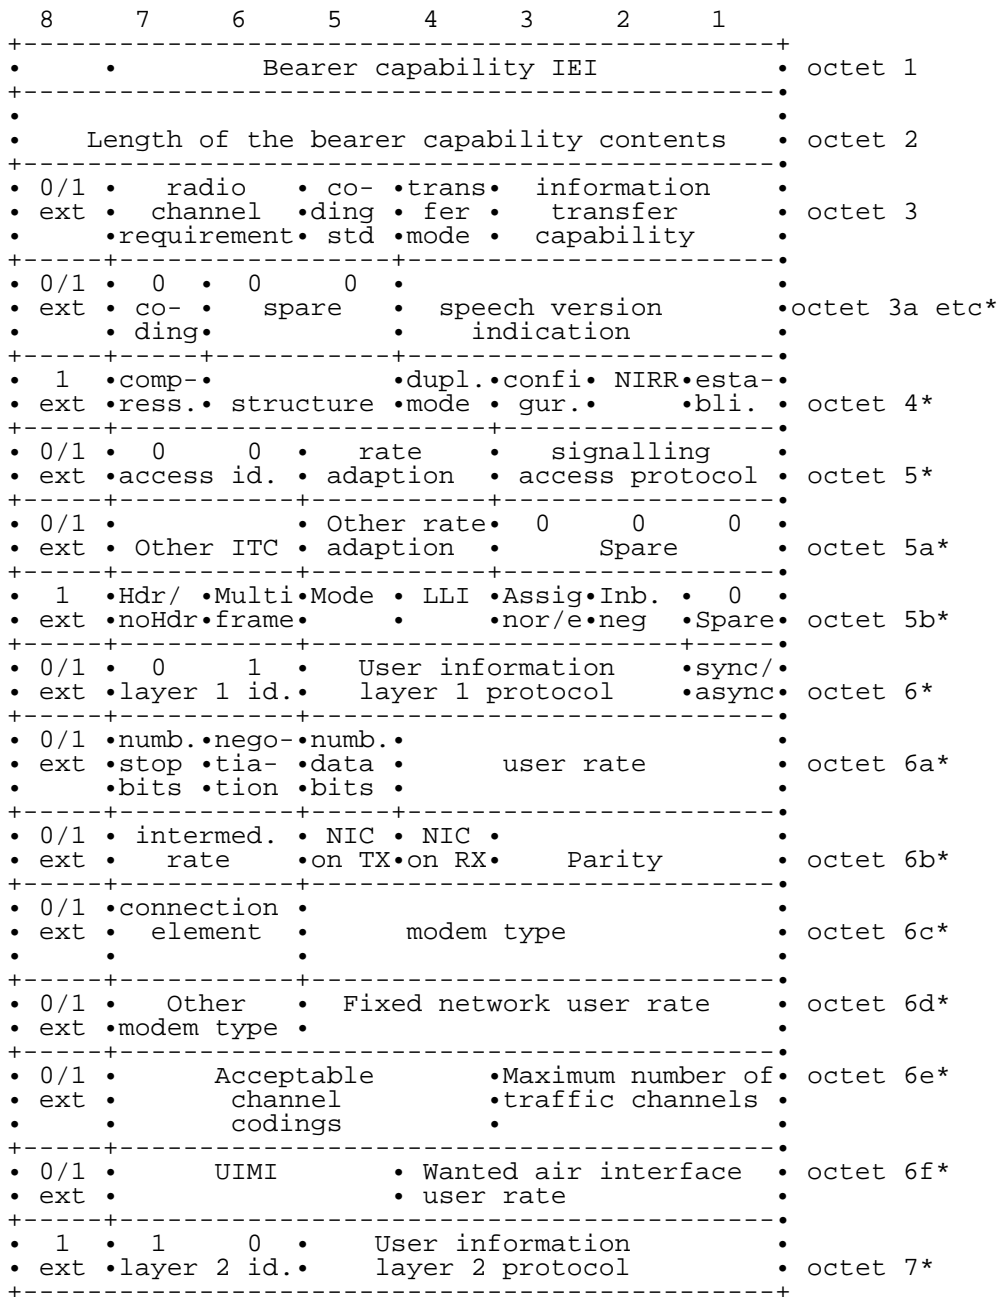 8 7 6 5 4 3 2 1
+-----------------------------------------------+
• • Bearer capability IEI • octet 1
+-----------------------------------------------•
• •
• Length of the bearer capability contents • octet 2
+-----------------------------------------------•
• 0/1 • radio • co- •trans• information •
• ext • channel •ding • fer • transfer • octet 3
• •requirement• std •mode • capability •
+-----+-----------------+-----------------------•
• 0/1 • 0 • 0 0 • •
• ext • co- • spare • speech version •octet 3a etc*
• • ding• • indication •
+-----+-----+-----------+-----------------------•
• 1 •comp-• •dupl.•confi• NIRR•esta-•
• ext •ress.• structure •mode • gur.• •bli. • octet 4*
+-----+-----------------------+-----------------•
• 0/1 • 0 0 • rate • signalling •
• ext •access id. • adaption • access protocol • octet 5*
+-----+-----------+-----------+-----------------•
• 0/1 • • Other rate• 0 0 0 •
• ext • Other ITC • adaption • Spare • octet 5a*
+-----+-----------+-----------+-----------------•
• 1 •Hdr/ •Multi•Mode • LLI •Assig•Inb. • 0 •
• ext •noHdr•frame• • •nor/e•neg •Spare• octet 5b*
+-----+-----------+-----------------------+-----•
• 0/1 • 0 1 • User information •sync/•
• ext •layer 1 id.• layer 1 protocol •async• octet 6*
+-----+-----------+-----------------------------•
• 0/1 •numb.•nego-•numb.• •
• ext •stop •tia- •data • user rate • octet 6a*
• •bits •tion •bits • •
+-----+-----------+-----+-----------------------•
• 0/1 • intermed. • NIC • NIC • •
• ext • rate •on TX•on RX• Parity • octet 6b*
+-----+-----------+-----------------------------•
• 0/1 •connection • •
• ext • element • modem type • octet 6c*
• • • •
+-----+-----------+-----------------------------•
• 0/1 • Other • Fixed network user rate • octet 6d*
• ext •modem type • •
+-----+-----------------------------------------•
• 0/1 • Acceptable •Maximum number of• octet 6e*
• ext • channel •traffic channels •
• • codings • •
+-----+-----------------------------------------•
• 0/1 • UIMI • Wanted air interface • octet 6f*
• ext • • user rate •
+-----+-----------------------------------------•
• 1 • 1 0 • User information •
• ext •layer 2 id.• layer 2 protocol • octet 7*
+-----------------------------------------------+